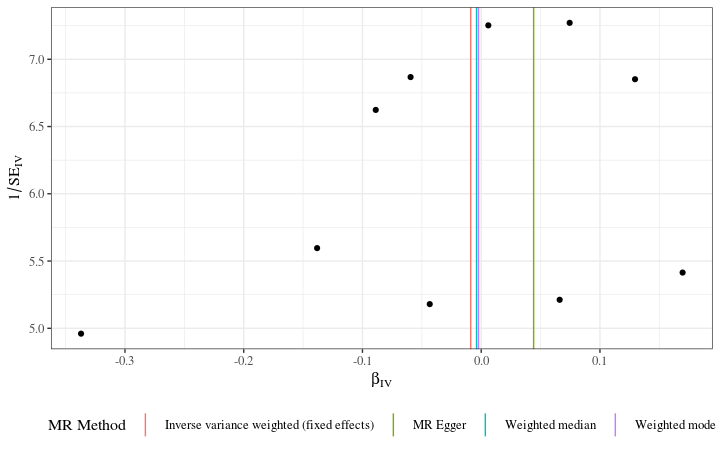 1/SE_IV
7.0
6.5
6.0
5.5
5.0
-0.3 -0.2 -0.1 0.0 0.1
β_IV
MR Method Inverse variance weighted (fixed effects) MR Egger Weighted median Weighted mode